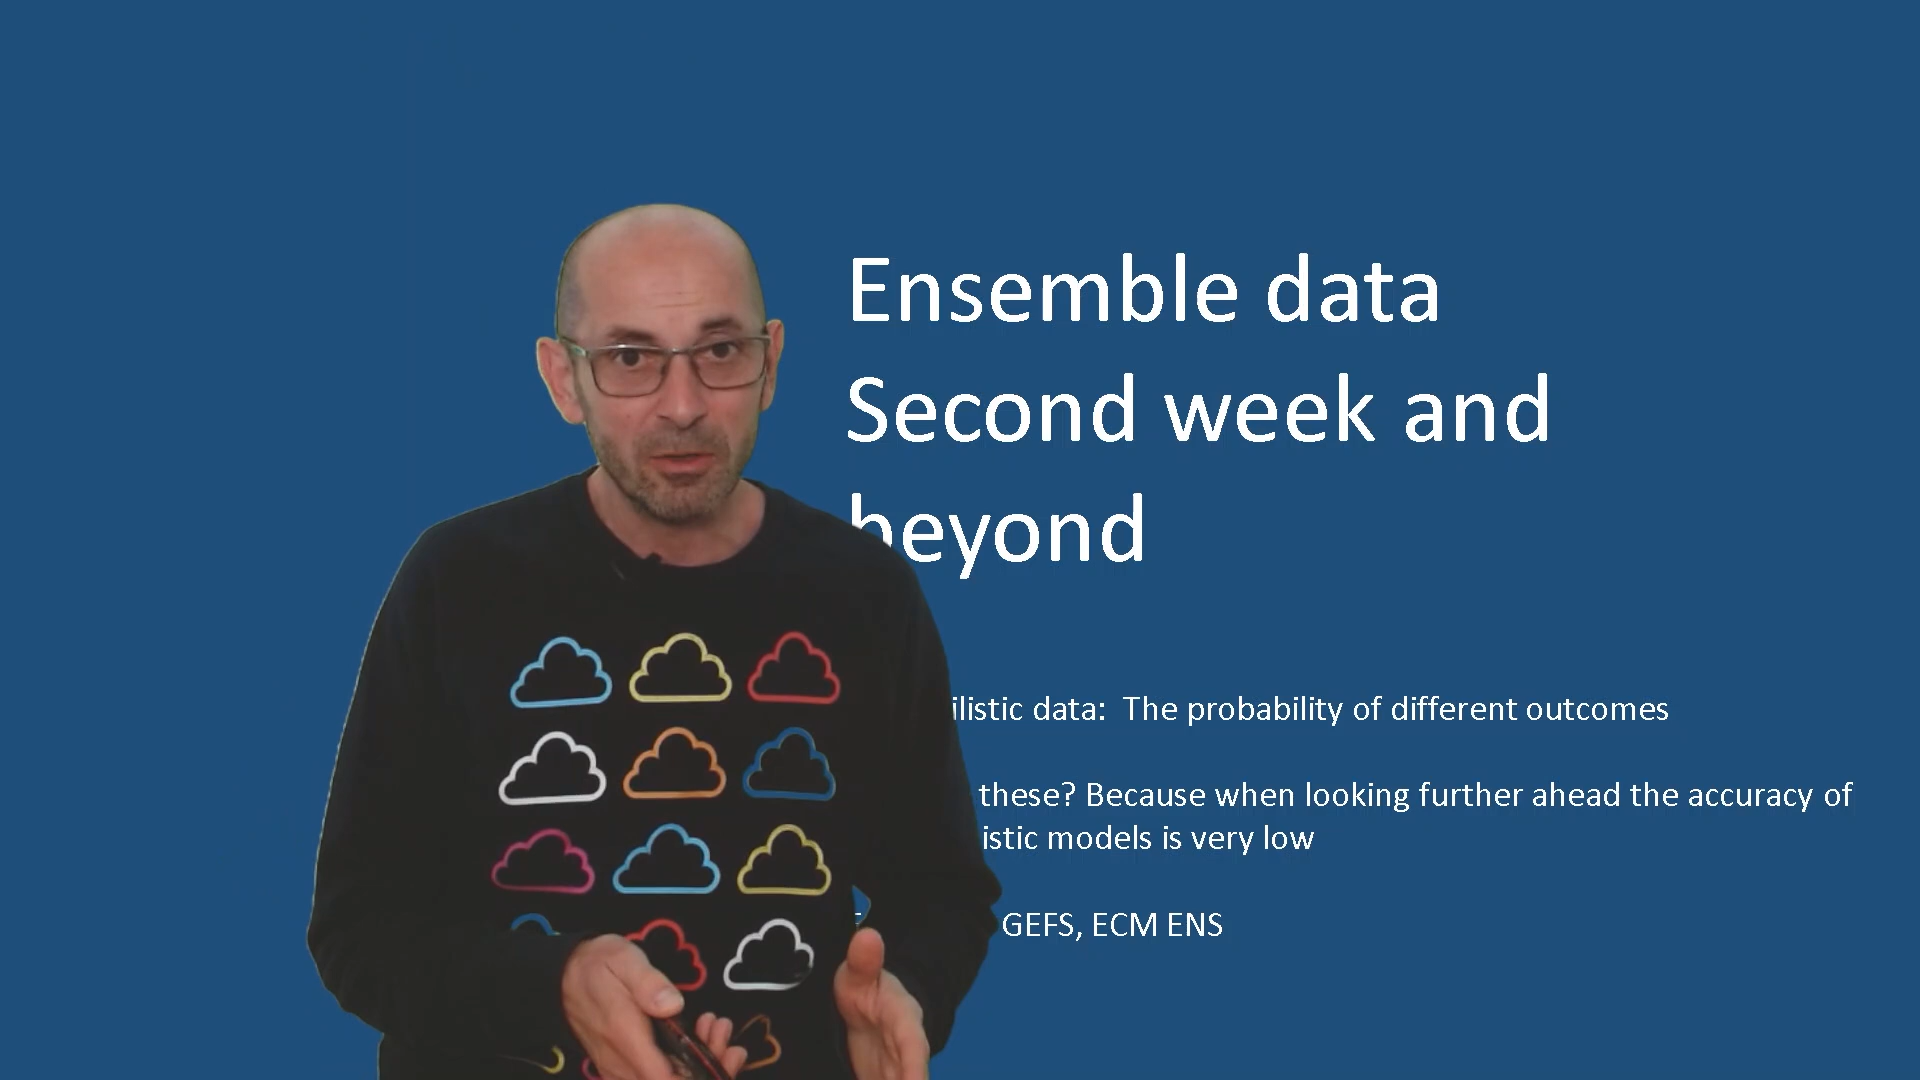 Ensemble data
Second week and
beyond
ilistic data: The probability of different outcomes
these? Because when looking further ahead the accuracy of
istic models is very low
GEFS, ECM ENS